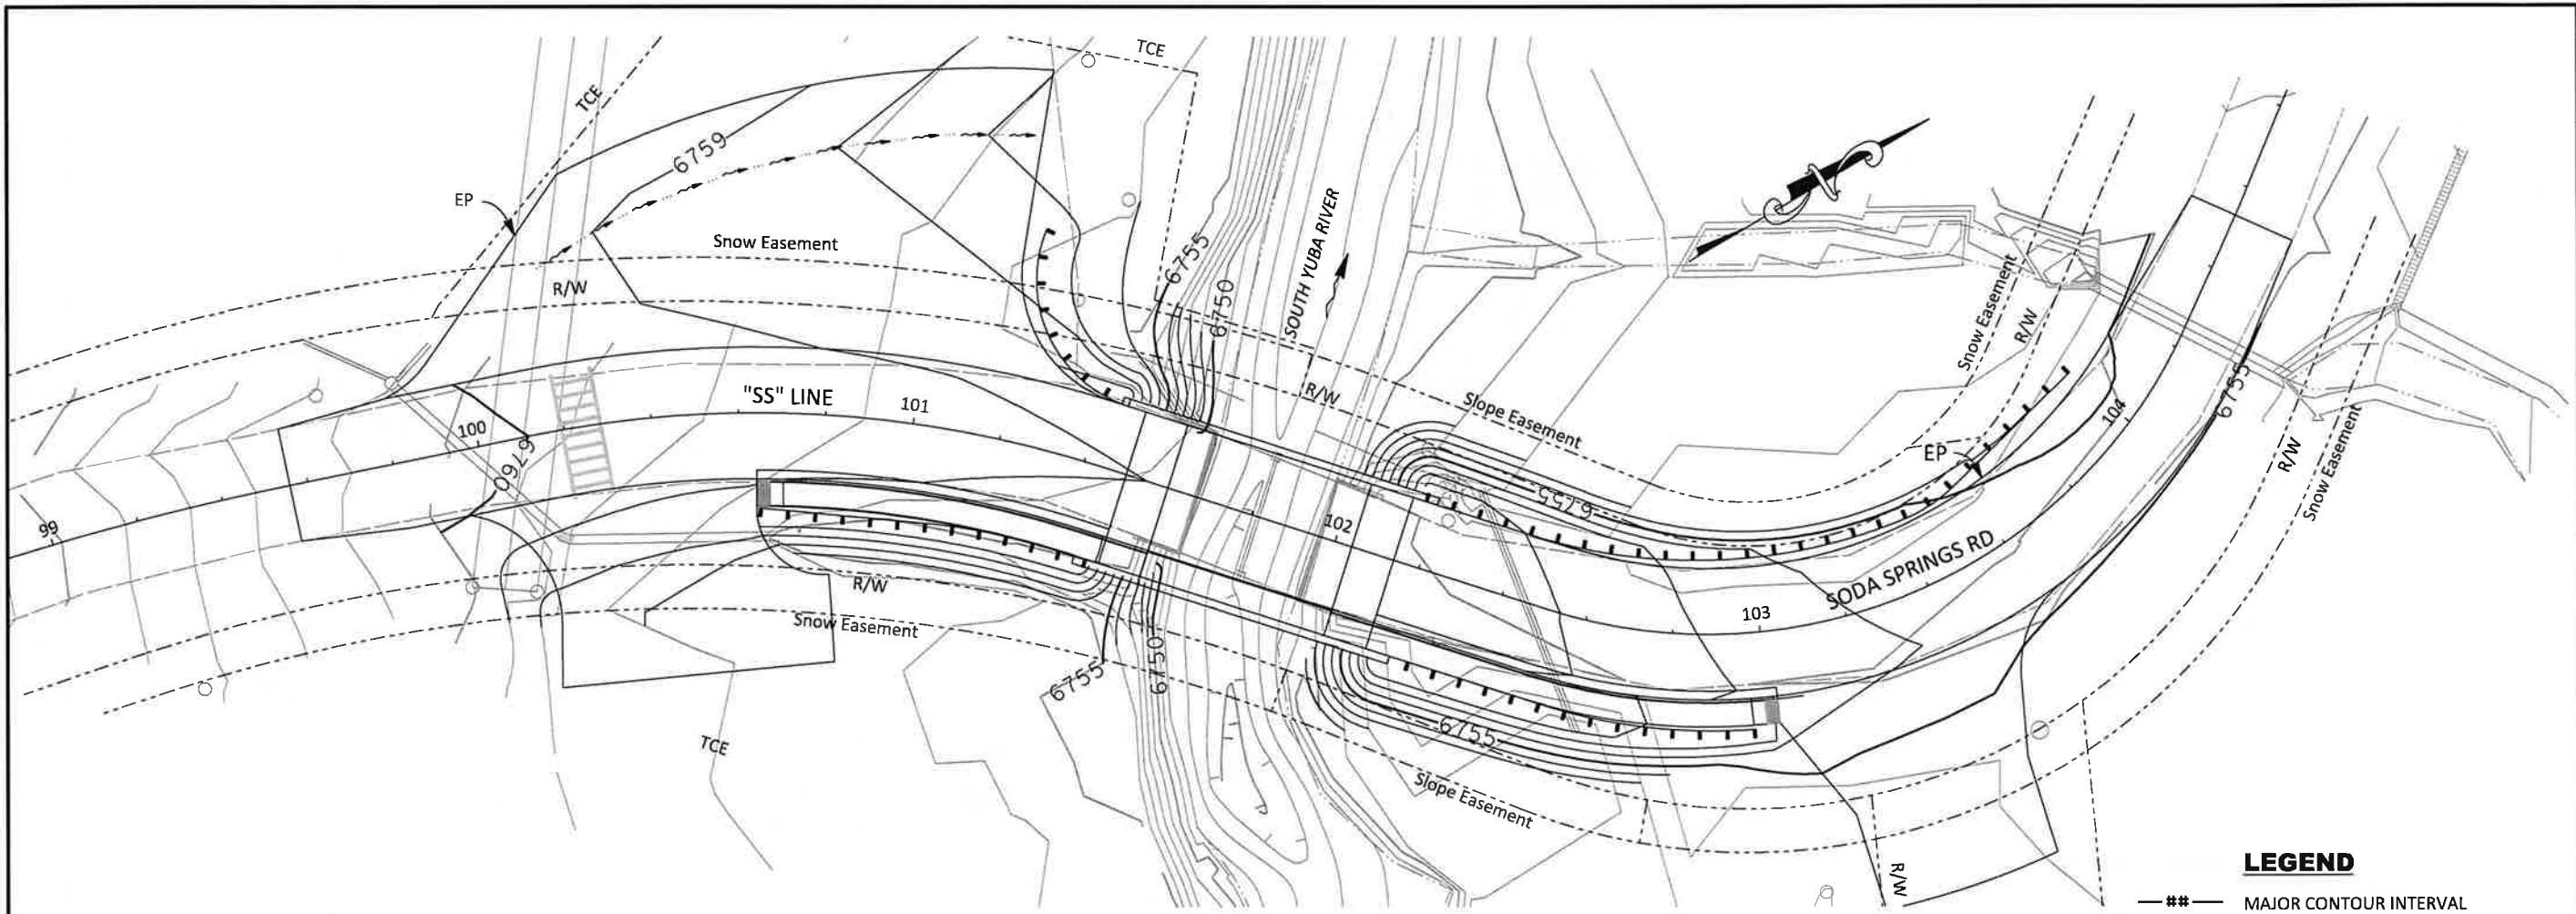 TCE
TCE
6759
EP
Snow Easement
R/W
6755
6750
SOUTH YUBA RIVER
N
Snow Easement
R/W
"SS" LINE
101
100
6760
99
R/W
Slope Easement
EP
104
6755
R/W
Snow Easement
102
6755
SODA SPRINGS RD
103
R/W
Snow Easement
6755
6750
TCE
6755
Slope Easement
R/W
LEGEND
## MAJOR CONTOUR INTERVAL